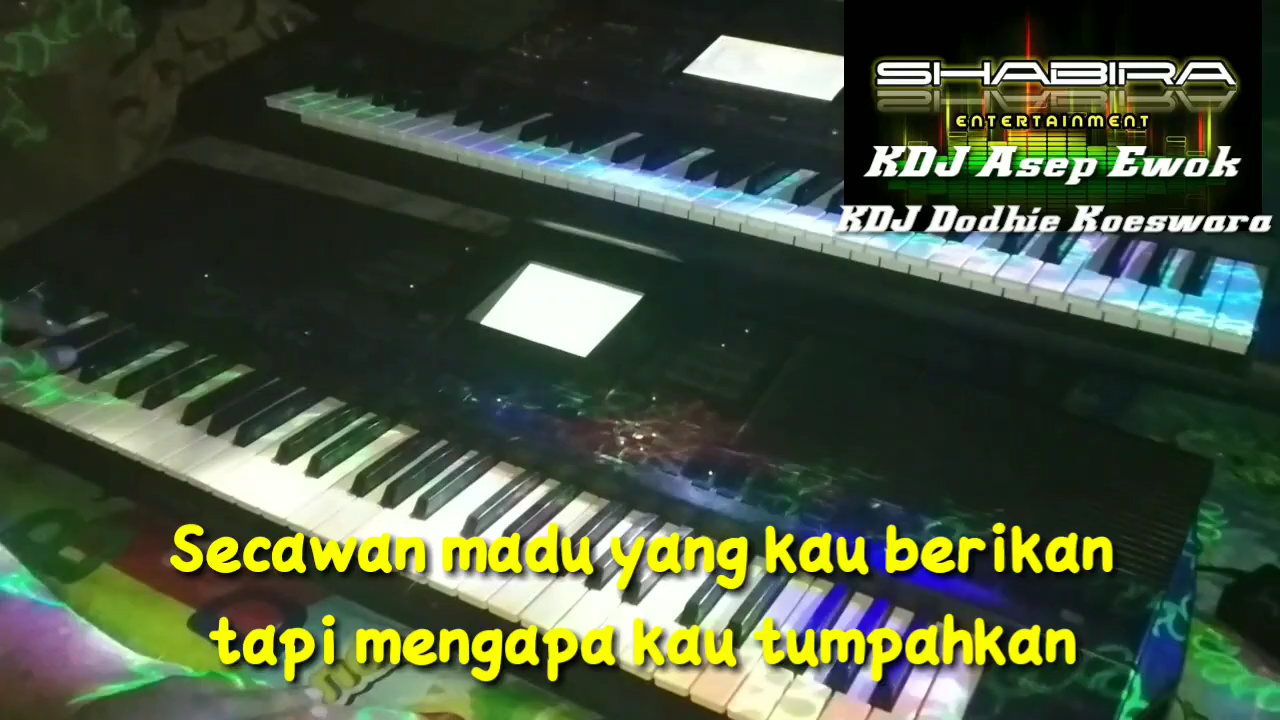 SHABIRA
ENTERTAINMENT
KDJ Asep Ewok
KDJ Dodhie Koeswara
Secawan madu yang kau berikan
tapi mengapa kau tumpahkan